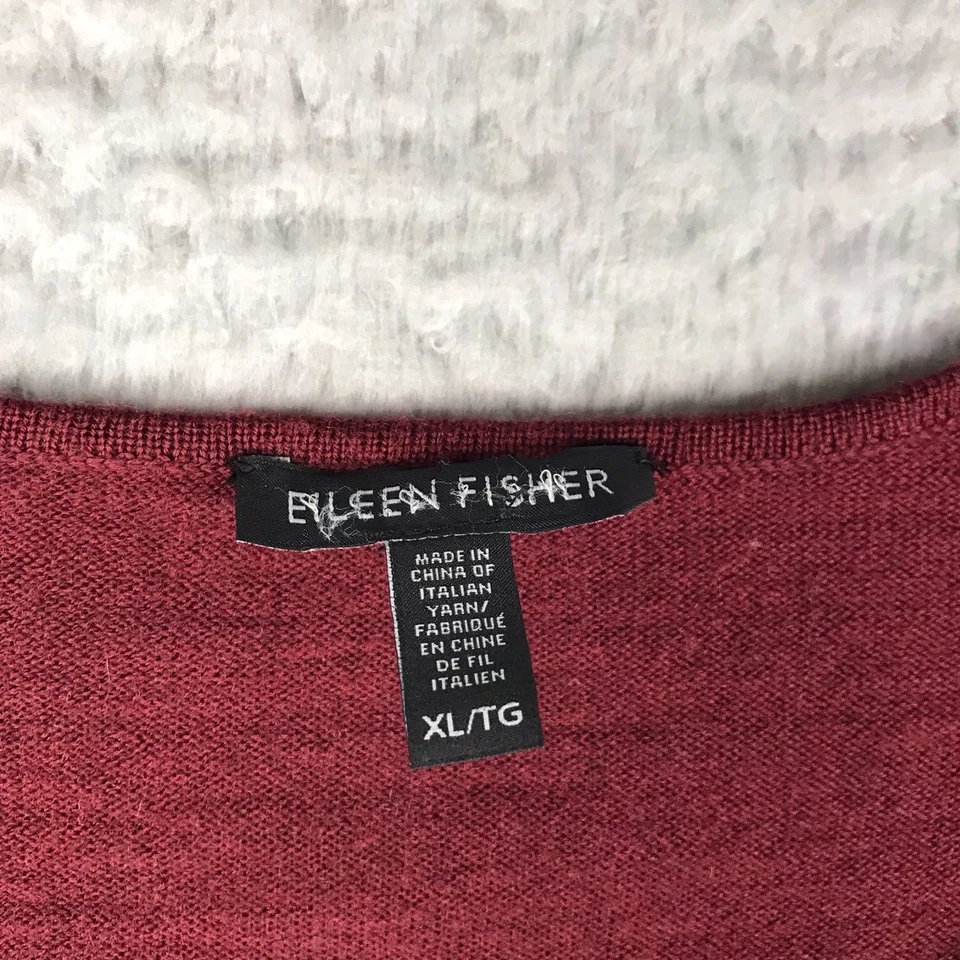 EILEEN FISHER
MADE IN
CHINA OF
ITALIAN
YARN/
FABRIQUÉ
EN CHINE
DE FIL
ITALIEN
XL/TG